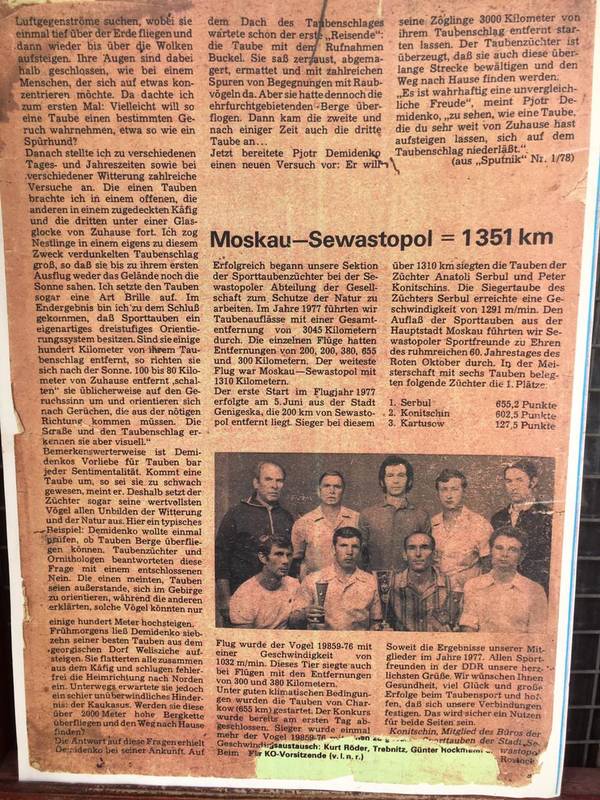 Luftgegenströme suchen, wobei sie
einmal tief über der Erde fliegen und
dann wieder bis über die Wolken
aufsteigen. Ihre Augen sind dabei
halb geschlossen, wie bei einem
Menschen, der sich auf etwas kon-
zentrieren möchte. Da dachte ich
zum ersten Mal: Vielleicht will so
eine Taube einen bestimmten Ge-
ruch wahrnehmen, etwa so wie ein
Spürhund?
Danach stellte ich zu verschiedenen
Tages- und Jahreszeiten sowie bei
verschiedener Witterung zahlreiche
Versuche an. Die einen Tauben
brachte ich in einem offenen, die
anderen in einem zugedeckten Käfig
und die dritten unter einer Glas-
glocke von Zuhause fort. Ich zog
Nestlinge in einem eigens zu diesem
Zweck verdunkelten Taubenschlag
groß, so daß sie bis zu ihrem ersten
Ausflug weder das Gelände noch die
Sonne sahen. Ich setzte den Tauben
sogar eine Art Brille auf. Im
Endergebnis bin ich zu dem Schluß
gekommen, daß Sporttauben ein
eigenartiges dreistufiges Orientie-
rungssystem besitzen. Sind sie einige
hundert Kilometer von ihrem Tau-
benschlag entfernt, so richten sie
sich nach der Sonne. 100 bis 80 Kilo-
meter von Zuhause entfernt „schal-
ten“ sie üblicherweise auf den Ge-
ruchssinn um und orientieren sich
nach Gerüchen, die aus der nötigen
Richtung kommen müssen. Die
Straße und den Taubenschlag er-
kennen sie aber visuell.“
Bemerkenswerterweise ist Demi-
denkos Vorliebe für Tauben bar
jeder Sentimentalität. Kommt eine
Taube um, so sei sie zu schwach
gewesen, meint er. Deshalb setzt der
Züchter sogar seine wertvollsten
Vögel allen Unbilden der Witterung
und der Natur aus. Hier ein typisches
Beispiel: Demidenko wollte einmal
prüfen, ob Tauben Berge überflie-
gen können. Taubenzüchter und
Ornithologen beantworteten diese
Frage mit einem entschlossenen
Nein. Die einen meinten, Tauben
seien außerstande, sich im Gebirge
zu orientieren, während die anderen
erklärten, solche Vögel könnten nur
einige hundert Meter hochsteigen.
Frühmorgens ließ Demidenko sieb-
zehn seiner besten Tauben aus dem
georgischen Dorf Welisziche auf-
steigen. Sie flatterten alle zusammen
aus dem Käfig und schlugen fehler-
frei die Heimrichtung nach Norden
ein. Unterwegs erwartete sie jedoch
ein schier unüberwindliches Hinder-
nis: der Kaukasus. Werden sie diese
über 2000 Meter hohe Bergkette
überfliegen und den Weg nach Hause
finden?
Die Antwort auf diese Fragen erhielt
Demidenko bei seiner Ankunft. Auf
dem Dach des Taubenschlages
wartete schon der erste „Reisende“:
die Taube mit dem Rufnahmen
Buckel. Sie saß zerzaust, abgema-
gert, ermattet und mit zahlreichen
Spuren von Begegnungen mit Raub-
vögeln da. Aber sie hatte dennoch die
ehrfurchtgebietenden Berge über-
flogen. Dann kam die zweite und
nach einiger Zeit auch die dritte
Taube an...
Jetzt bereitete Pjotr Demidenko
einen neuen Versuch vor: Er will
seine Zöglinge 3000 Kilometer von
ihrem Taubenschlag entfernt star-
ten lassen. Der Taubenzüchter ist
überzeugt, daß sie auch diese über-
lange Strecke bewältigen und den
Weg nach Hause finden werden.
„Es ist wahrhaftig eine unvergleich-
liche Freude“, meint Pjotr De-
midenko, „zu sehen, wie eine Taube,
die du sehr weit von Zuhause hast
aufsteigen lassen, sich auf dem
Taubenschlag niederläßt.“
(aus „Sputnik“ Nr. 1/78)
Moskau—Sewastopol = 1351 km
Erfolgreich begann unsere Sektion
der Sporttaubenzüchter bei der Se-
wastopoler Abteilung der Gesell-
schaft zum Schutze der Natur zu
arbeiten. Im Jahre 1977 führten wir
Taubenauflässe mit einer Gesamt-
entfernung von 3045 Kilometern
durch. Die einzelnen Flüge hatten
Entfernungen von 200, 200, 380, 655
und 300 Kilometern. Der weiteste
Flug war Moskau—Sewastopol mit
1310 Kilometern.
Der erste Start im Flugjahr 1977
erfolgte am 5. Juni aus der Stadt
Genigeska, die 200 km von Sewasto-
pol entfernt liegt. Sieger bei diesem
über 1310 km siegten die Tauben der
Züchter Anatoli Serbul und Peter
Konitschins. Die Siegertaube des
Züchters Serbul erreichte eine Ge-
schwindigkeit von 1291 m/min. Den
Auflaß der Sporttauben aus der
Hauptstadt Moskau führten wir Se-
wastopoler Sportfreunde zu Ehren
des ruhmreichen 60. Jahrestages des
Roten Oktober durch. In der Mei-
sterschaft mit sechs Tauben beleg-
ten folgende Züchter die 1. Plätze:
1. Serbul 655,2 Punkte
2. Konitschin 602,5 Punkte
3. Kartusow 127,5 Punkte
Flug wurde der Vogel 19859-76 mit
einer Geschwindigkeit von
1032 m/min. Dieses Tier siegte auch
bei Flügen mit den Entfernungen
von 300 und 380 Kilometern.
Unter guten klimatischen Bedingun-
gen wurden die Tauben von Char-
kow (655 km) gestartet. Der Konkurs
wurde bereits am ersten Tag ab-
geschlossen. Sieger wurde einmal
mehr der Vogel 19859-76
Geschwindigsaustausch: Kurt Röder, Trebnitz, Günter
Beim KO-Vorsitzende (v. l. n. r.)
Soweit die Ergebnisse unserer Mit-
glieder im Jahre 1977. Allen Sport-
freunden in der DDR unsere herz-
lichsten Grüße. Wir wünschen Ihnen
Gesundheit, viel Glück und große
Erfolge beim Taubensport und hof-
fen, daß sich unsere Verbindungen
festigen. Das wird sicher von Nutzen
für beide Seiten sein.
Konitschin, Mitglied des Büros der
Sporttauben der Stadt „Se-
wastopol
Rostock